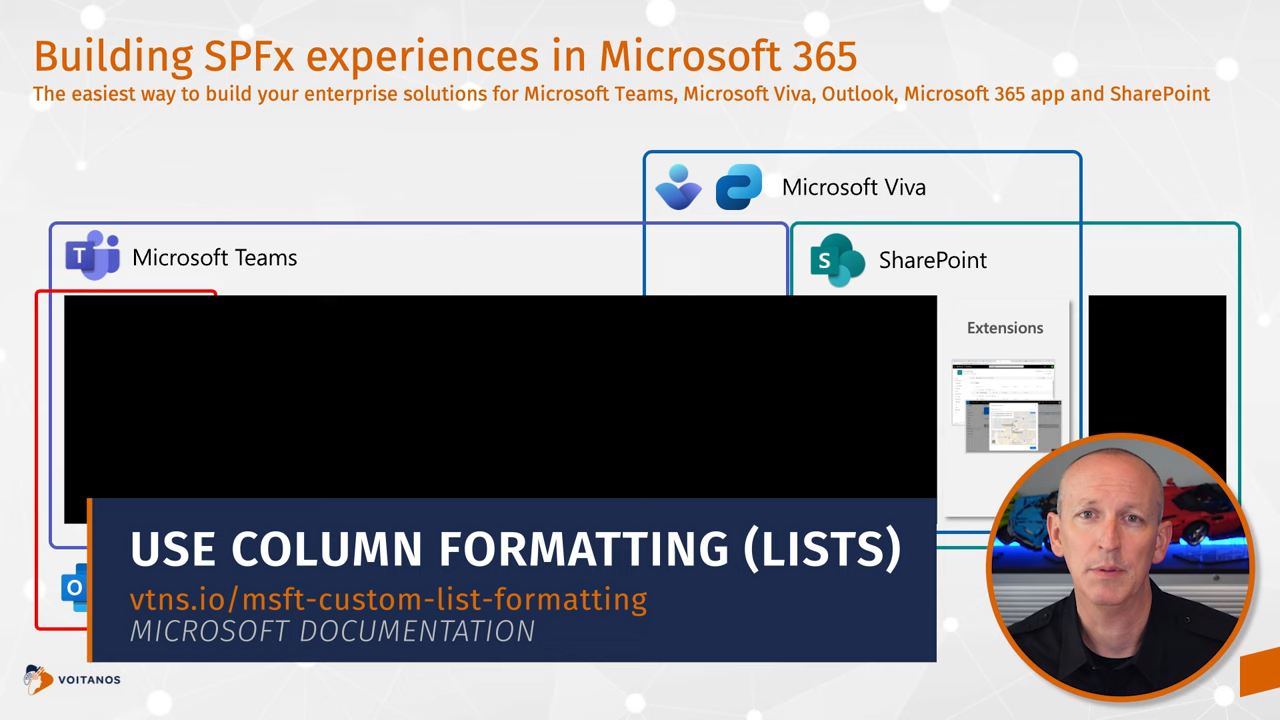 Building SPFx experiences in Microsoft 365
The easiest way to build your enterprise solutions for Microsoft Teams, Microsoft Viva, Outlook, Microsoft 365 app and SharePoint
Microsoft Viva
T
Microsoft Teams
S
SharePoint
Extensions
O
USE COLUMN FORMATTING (LISTS)
vtns.io/msft-custom-list-formatting
MICROSOFT DOCUMENTATION
VOITANOS